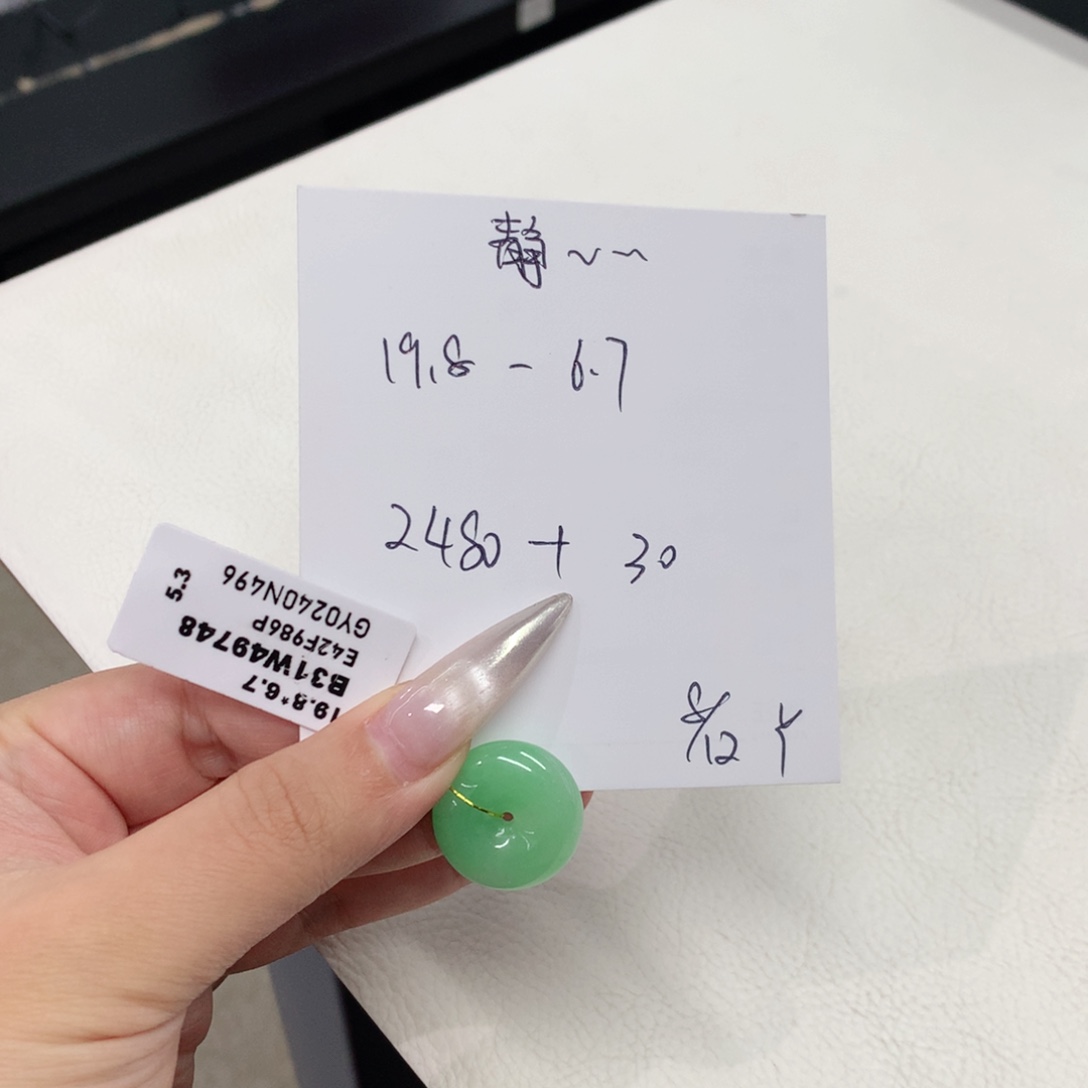 静~~
19.8 - 6.7
2480 + 30
8/12 Y
19.8*6.7
B31W49748
E42F986P
GY0240N496
5.3